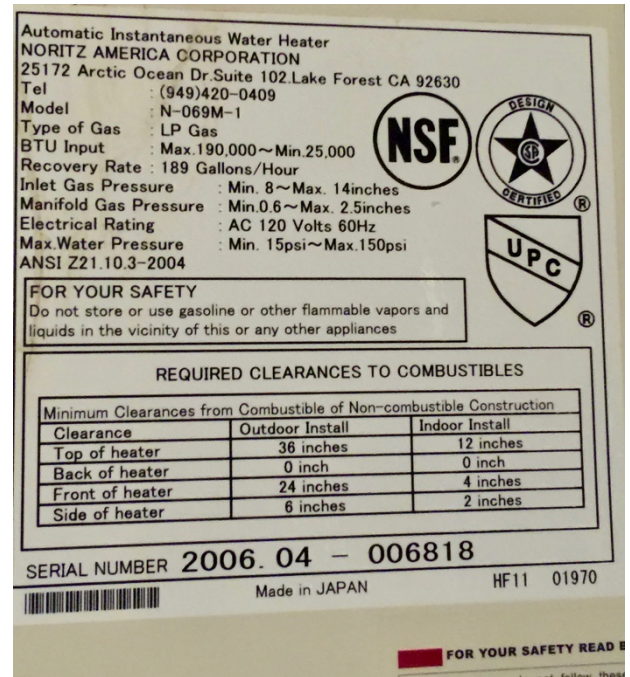 Automatic Instantaneous Water Heater
NORITZ AMERICA CORPORATION
25172 Arctic Ocean Dr.Suite 102.Lake Forest CA 92630
Tel : (949)420-0409
Model : N-069M-1
Type of Gas : LP Gas
BTU Input : Max.190,000～Min.25,000
Recovery Rate : 189 Gallons/Hour
Inlet Gas Pressure : Min. 8～Max. 14inches
Manifold Gas Pressure : Min.0.6～Max. 2.5inches
Electrical Rating : AC 120 Volts 60Hz
Max.Water Pressure : Min. 15psi～Max.150psi
ANSI Z21.10.3-2004
NSF®
DESIGN
CSA
CERTIFIED ®
UPC ®
FOR YOUR SAFETY
Do not store or use gasoline or other flammable vapors and
liquids in the vicinity of this or any other appliances
REQUIRED CLEARANCES TO COMBUSTIBLES
Minimum Clearances from Combustible of Non-combustible Construction
Clearance Outdoor Install Indoor Install
Top of heater 36 inches 12 inches
Back of heater 0 inch 0 inch
Front of heater 24 inches 4 inches
Side of heater 6 inches 2 inches
SERIAL NUMBER 2006. 04 - 006818
Made in JAPAN HF11 01970
FOR YOUR SAFETY READ